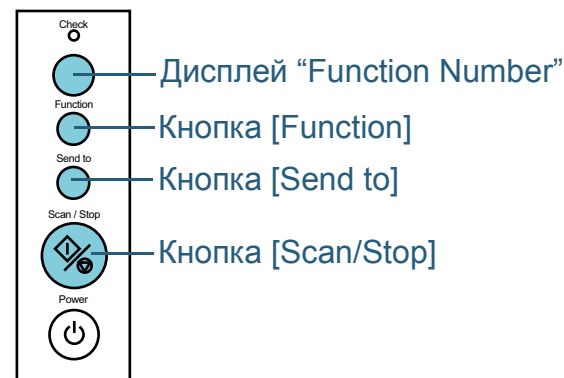 Check
Дисплей “Function Number”
Function
Кнопка [Function]
Send to
Кнопка [Send to]
Scan / Stop
Кнопка [Scan/Stop]
Power